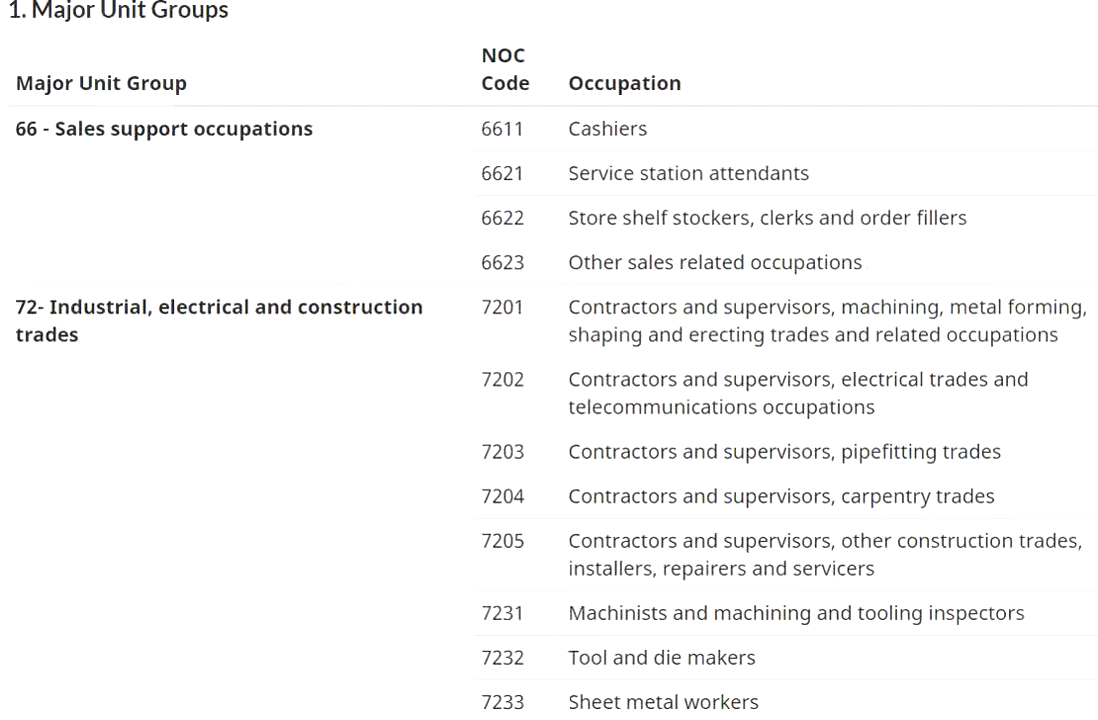 1. Major Unit Groups
Major Unit Group NOC Code Occupation
66 - Sales support occupations 6611 Cashiers
6621 Service station attendants
6622 Store shelf stockers, clerks and order fillers
6623 Other sales related occupations
72- Industrial, electrical and construction trades 7201 Contractors and supervisors, machining, metal forming,
shaping and erecting trades and related occupations
7202 Contractors and supervisors, electrical trades and
telecommunications occupations
7203 Contractors and supervisors, pipefitting trades
7204 Contractors and supervisors, carpentry trades
7205 Contractors and supervisors, other construction trades,
installers, repairers and servicers
7231 Machinists and machining and tooling inspectors
7232 Tool and die makers
7233 Sheet metal workers